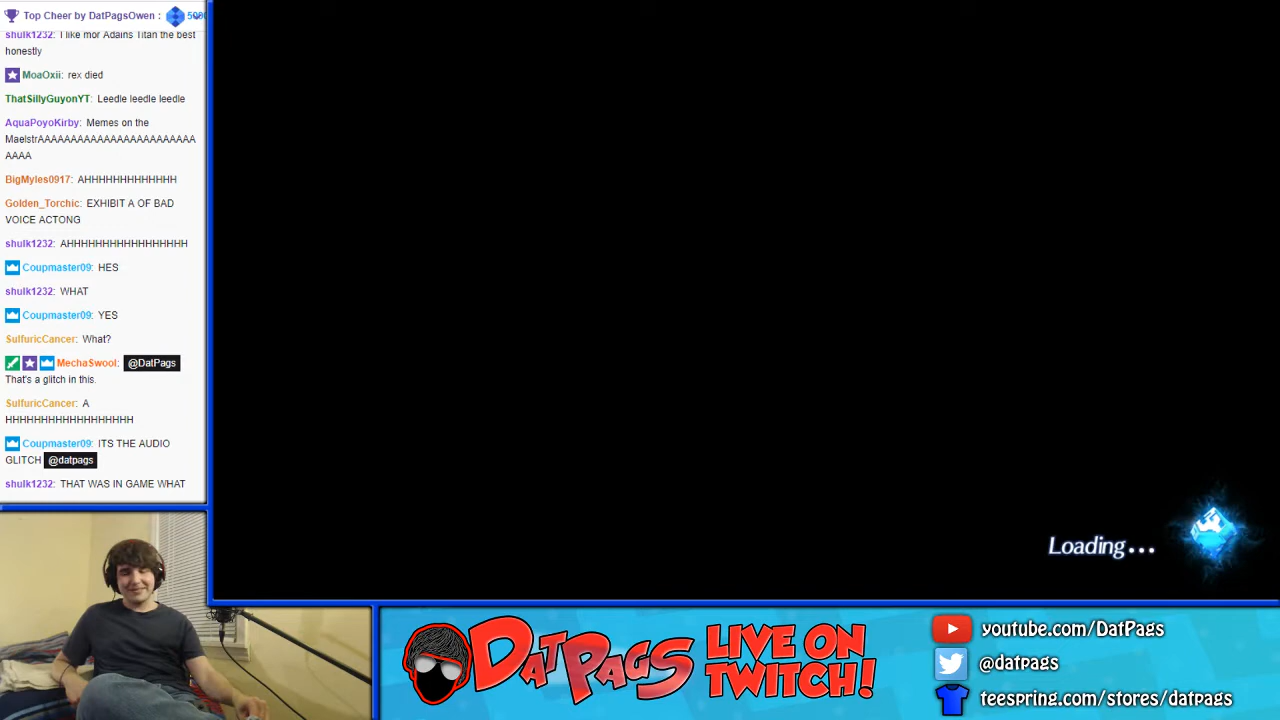 Top Cheer by DatPagsOwen :
shulk1232: I like mor Adains Titan the best
honestly
MoaOxii: rex died
ThatSillyGuyonYT: Leedle leedle leedle
AquaPoyoKirby: Memes on the
MaelstrAAAAAAAAAAAAAAAAAAAAAAAA
AAAA
BigMyles0917: AHHHHHHHHHHHHH
Golden_Torchic: EXHIBIT A OF BAD
VOICE ACTONG
shulk1232: AHHHHHHHHHHHHHHHHH
Coupmaster09: HES
shulk1232: WHAT
Coupmaster09: YES
SulfuricCancer: What?
MechaSwool: @DatPags
That's a glitch in this.
SulfuricCancer: A
HHHHHHHHHHHHHHHHHH
Coupmaster09: ITS THE AUDIO
GLITCH @datpags
shulk1232: THAT WAS IN GAME WHAT
Loading...
DATPAGS LIVE ON
TWITCH!
youtube.com/DatPags
@datpags
teespring.com/stores/datpags